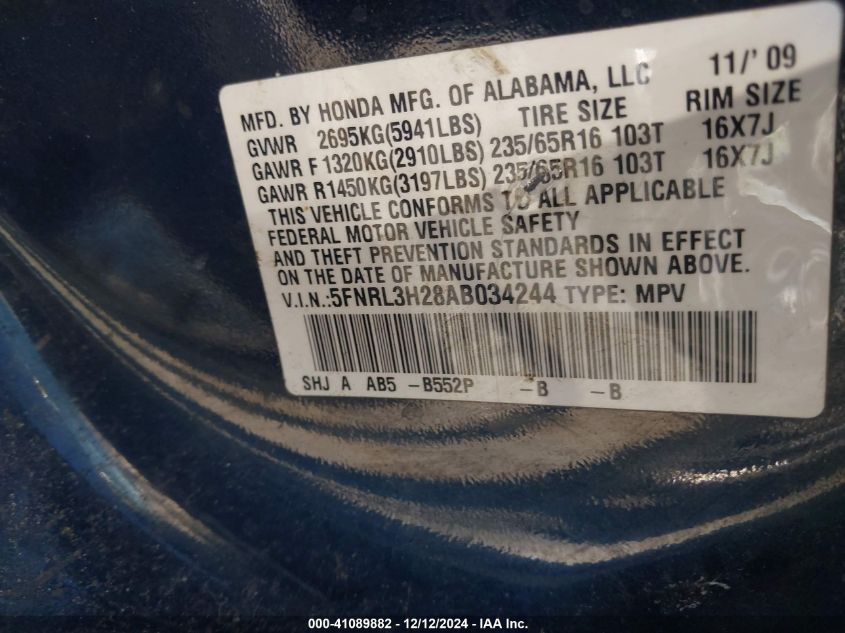 MFD. BY HONDA MFG. OF ALABAMA, LLC 11/' 09
GVWR 2695KG(5941LBS) TIRE SIZE RIM SIZE
GAWR F1320KG(2910LBS) 235/65R16 103T 16X7J
GAWR R1450KG(3197LBS) 235/65R16 103T 16X7J
THIS VEHICLE CONFORMS TO ALL APPLICABLE
FEDERAL MOTOR VEHICLE SAFETY
AND THEFT PREVENTION STANDARDS IN EFFECT
ON THE DATE OF MANUFACTURE SHOWN ABOVE.
V.I.N.:5FNRL3H28AB034244 TYPE: MPV
SHJ A AB5 -B552P -B -B
000-41089882 - 12/12/2024 - IAA Inc.